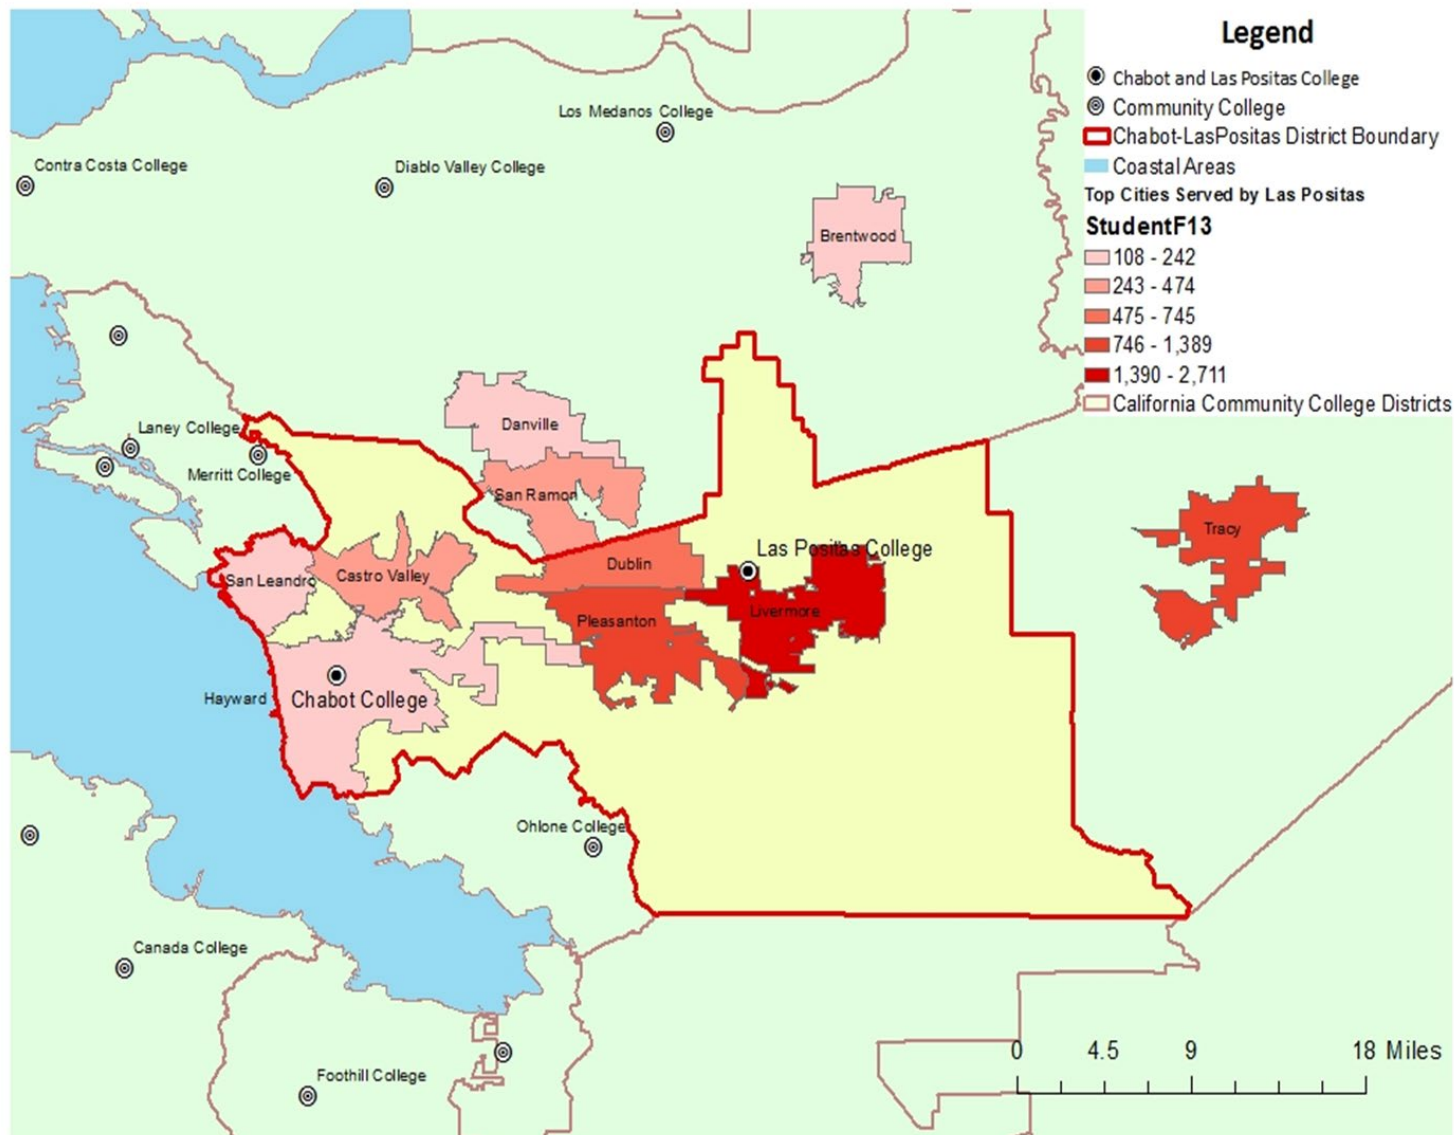 Legend
Chabot and Las Positas College
Community College
Chabot-LasPositas District Boundary
Coastal Areas
Top Cities Served by Las Positas
StudentF13
108 - 242
243 - 474
475 - 745
746 - 1,389
1,390 - 2,711
California Community College Districts
Los Medanos College
Contra Costa College
Diablo Valley College
Brentwood
Danville
Laney College
Merritt College
San Ramon
Tracy
Las Positas College
Dublin
San Leandro
Castro Valley
Livermore
Pleasanton
Hayward
Chabot College
Ohlone College
Canada College
Foothill College
0 4.5 9 18 Miles